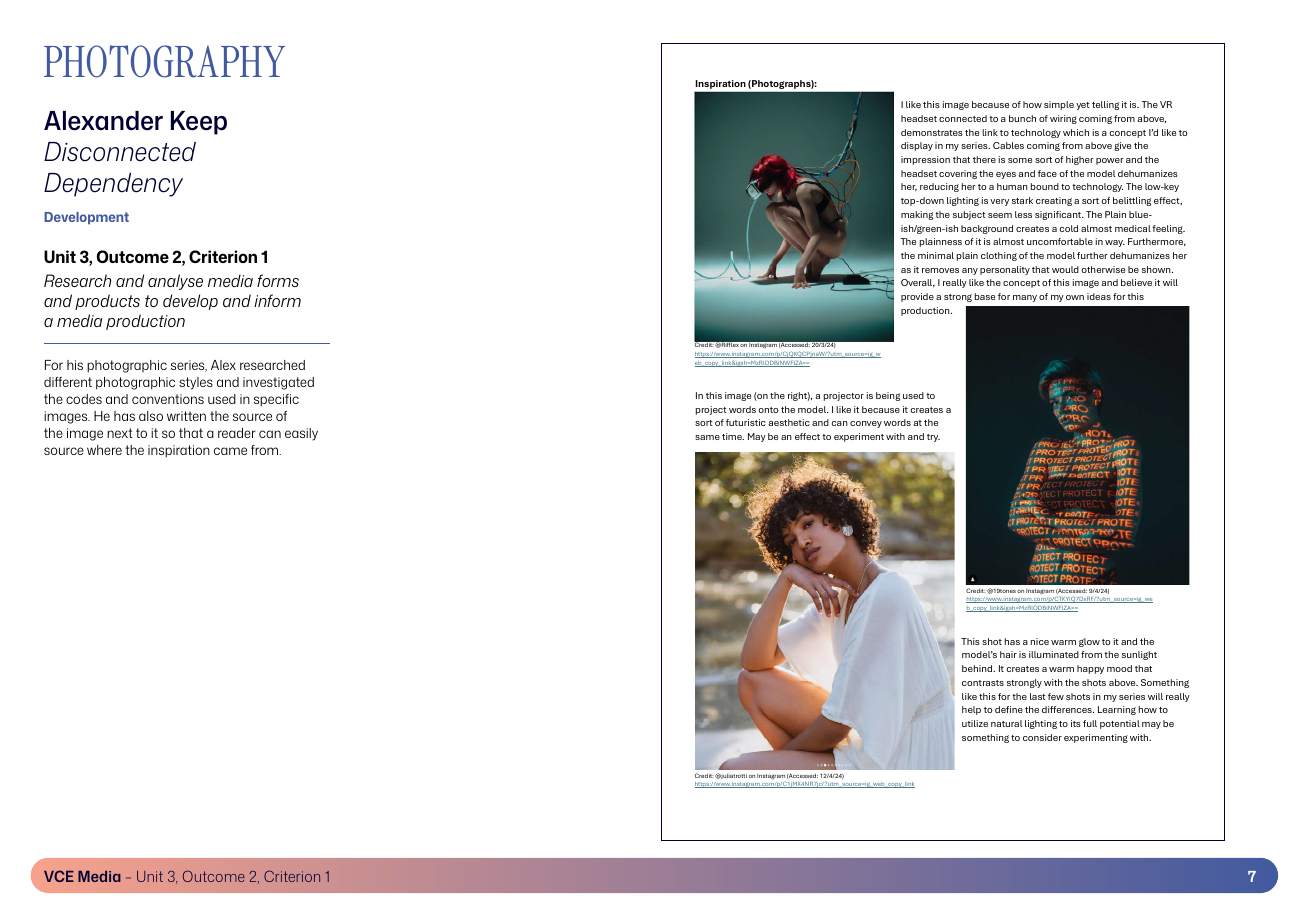 PHOTOGRAPHY
Alexander Keep
Disconnected
Dependency
Development
Unit 3, Outcome 2, Criterion 1
Research and analyse media forms
and products to develop and inform
a media production
For his photographic series, Alex researched
different photographic styles and investigated
the codes and conventions used in specific
images. He has also written the source of
the image next to it so that a reader can easily
source where the inspiration came from.
Inspiration (Photographs):
I like this image because of how simple yet telling it is. The VR
headset connected to a bunch of wiring coming from above,
demonstrates the link to technology which is a concept I'd like to
display in my series. Cables coming from above give the
impression that there is some sort of higher power and the
headset covering the eyes and face of the model dehumanizes
her, reducing her to a human bound to technology. The low-key
top-down lighting is very stark creating a sort of belittling effect,
making the subject seem less significant. The Plain blue-
ish/green-ish background creates a cold almost medical feeling.
The plainness of it is almost uncomfortable in way. Furthermore,
the minimal plain clothing of the model further dehumanizes her
as it removes any personality that would otherwise be shown.
Overall, I really like the concept of this image and believe it will
provide a strong base for many of my own ideas for this
production.
Credit: @Rifflex on Instagram (Accessed: 20/3/24)
In this image (on the right), a projector is being used to
project words onto the model. I like it because it creates a
sort of futuristic aesthetic and can convey words at the
same time. May be an effect to experiment with and try.
PROTECT PROTECT PROTECT
Credit: @19tones on Instagram (Accessed: 9/4/24)
This shot has a nice warm glow to it and the
model's hair is illuminated from the sunlight
behind. It creates a warm happy mood that
contrasts strongly with the shots above. Something
like this for the last few shots in my series will really
help to define the differences. Learning how to
utilize natural lighting to its full potential may be
something to consider experimenting with.
Credit: @juliatrotti on Instagram (Accessed: 12/4/24)
VCE Media – Unit 3, Outcome 2, Criterion 1
7